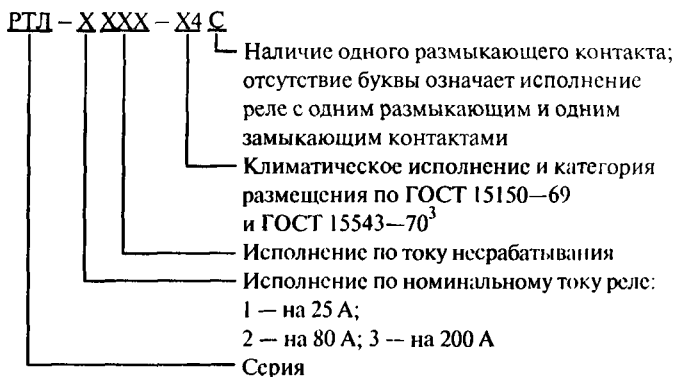 РТЛ – Х ХХХ – Х4 С
Наличие одного размыкающего контакта;
отсутствие буквы означает исполнение
реле с одним размыкающим и одним
замыкающим контактами
Климатическое исполнение и категория
размещения по ГОСТ 15150—69
и ГОСТ 15543—70³
Исполнение по току несрабатывания
Исполнение по номинальному току реле:
1 — на 25 А;
2 — на 80 А; 3 -- на 200 А
Серия